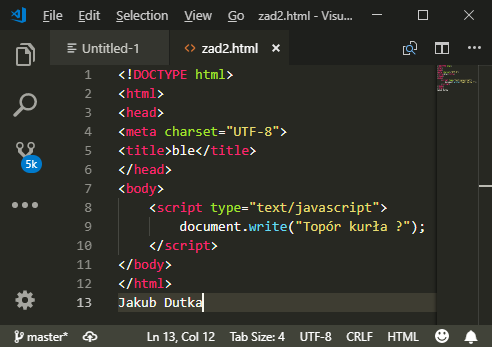 File Edit Selection zad2.html - Visu...
Untitled-1 zad2.html
1 <!DOCTYPE html>
2 <html>
3 <head>
4 <meta charset="UTF-8">
5 <title>ble</title>
6 </head>
7 <body>
8 <script type="text/javascript">
9 document.write("Topór kurła ?");
10 </script>
11 </body>
12 </html>
13 Jakub Dutka
5k
master* Ln 13, Col 12 Tab Size: 4 UTF-8 CRLF HTML